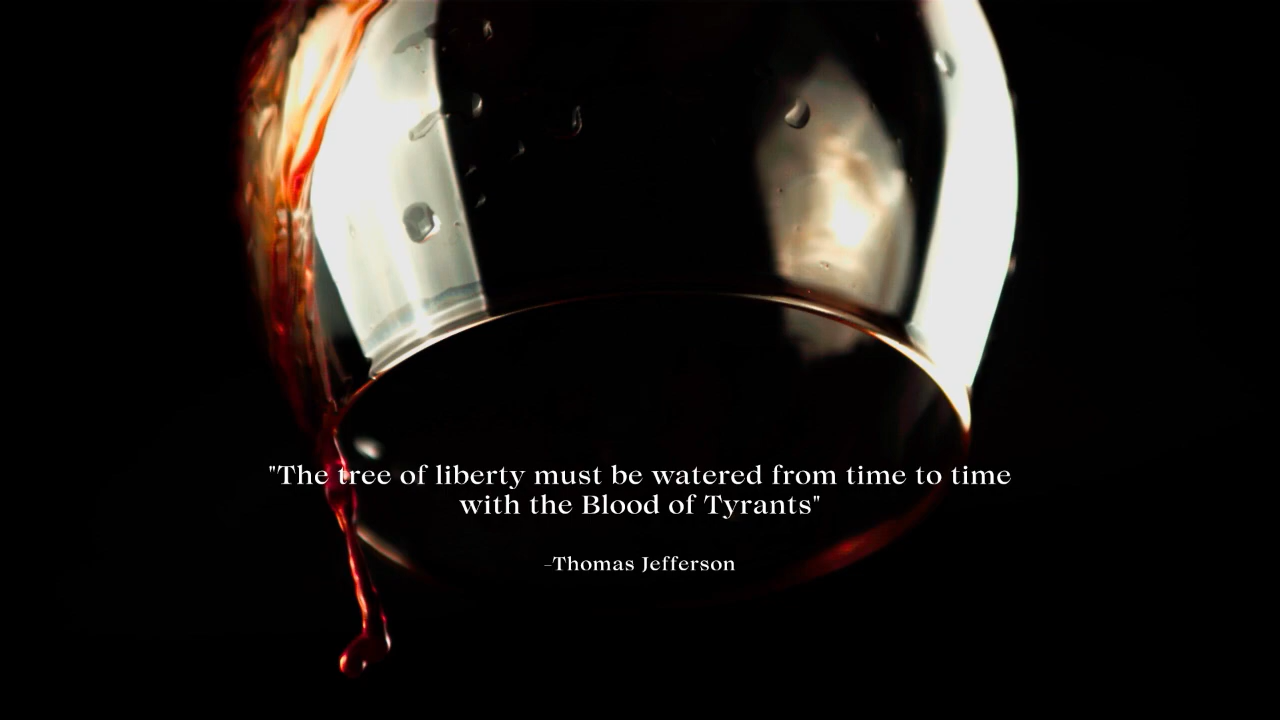 "The tree of liberty must be watered from time to time
with the Blood of Tyrants"
-Thomas Jefferson